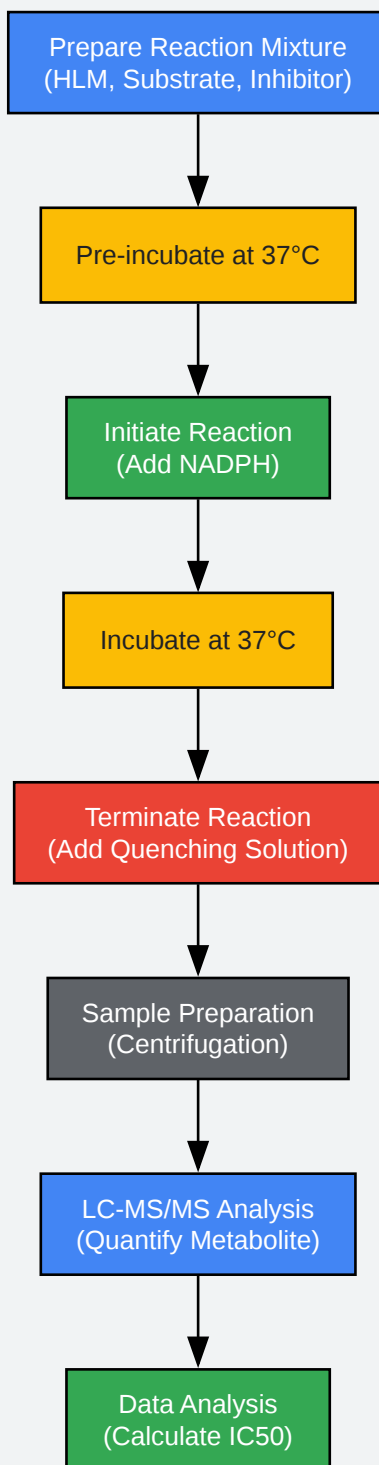 Prepare Reaction Mixture
(HLM, Substrate, Inhibitor)
Pre-incubate at 37°C
Initiate Reaction
(Add NADPH)
Incubate at 37°C
Terminate Reaction
(Add Quenching Solution)
Sample Preparation
(Centrifugation)
LC-MS/MS Analysis
(Quantify Metabolite)
Data Analysis
(Calculate IC50)